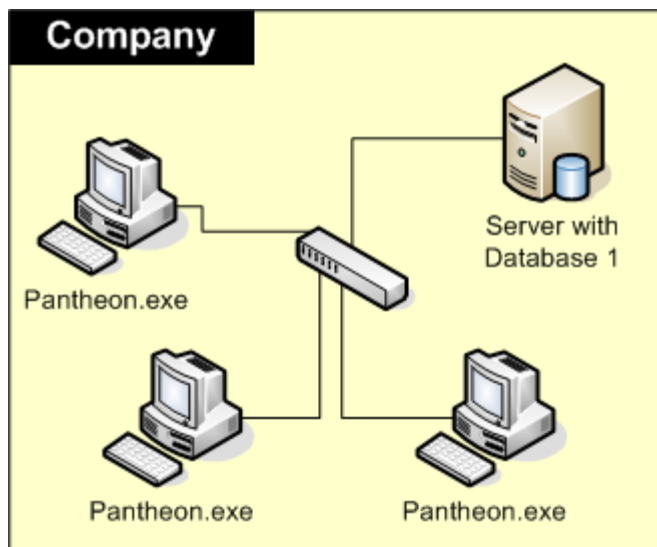 Company
Server with
Database 1
Pantheon.exe
Pantheon.exe
Pantheon.exe